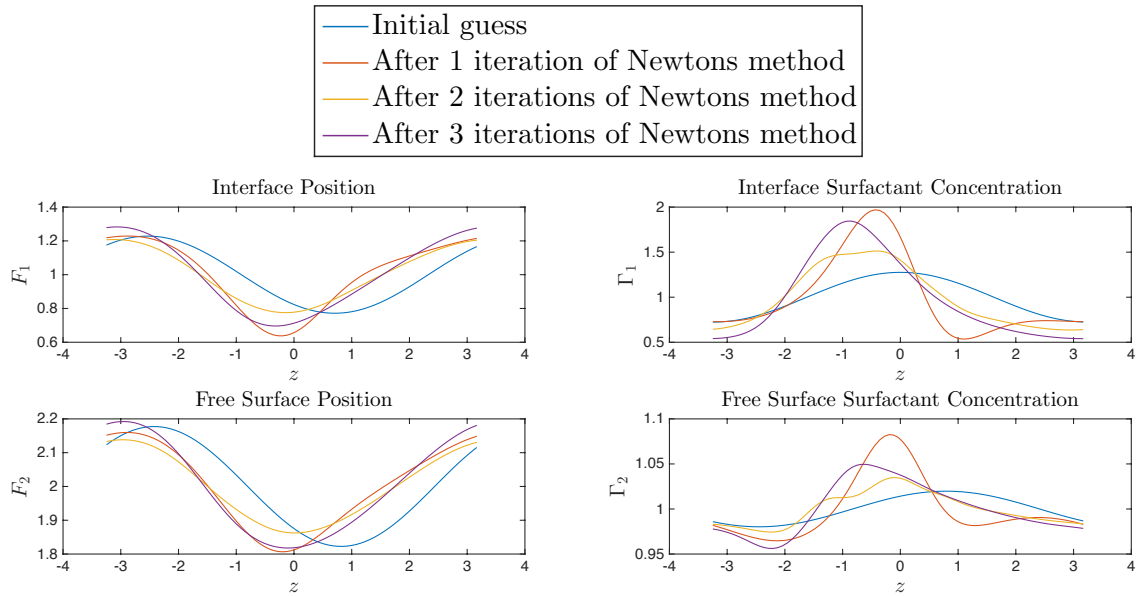 Initial guess
After 1 iteration of Newtons method
After 2 iterations of Newtons method
After 3 iterations of Newtons method
Interface Position
1.4
1.2
1
0.8
0.6
F₁
-4 -3 -2 -1 0 1 2 3 4
z
Interface Surfactant Concentration
2
1.5
1
0.5
Γ₁
-4 -3 -2 -1 0 1 2 3 4
z
Free Surface Position
2.2
2.1
2
1.9
1.8
F₂
-4 -3 -2 -1 0 1 2 3 4
z
Free Surface Surfactant Concentration
1.1
1.05
1
0.95
Γ₂
-4 -3 -2 -1 0 1 2 3 4
z